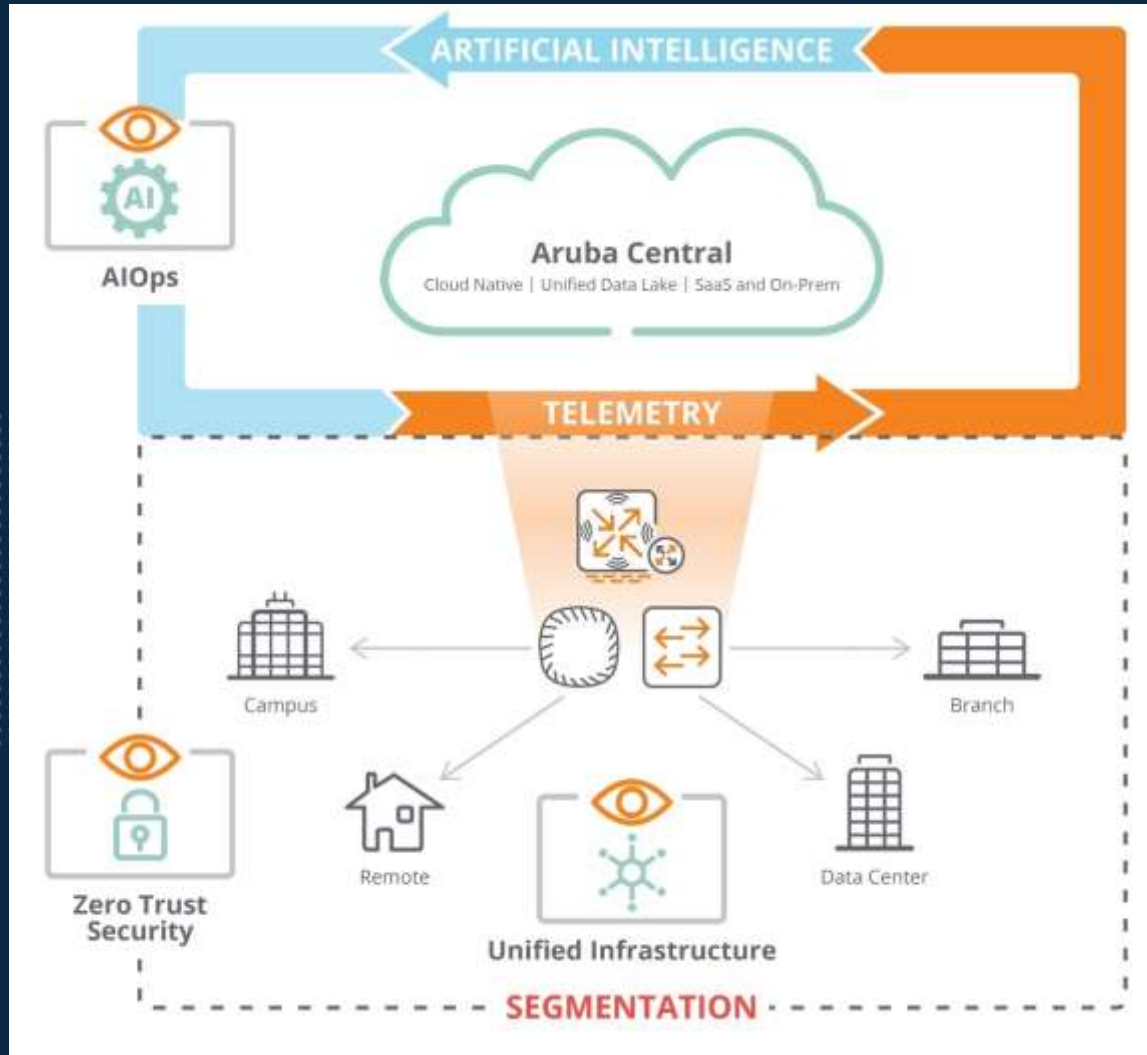 ARTIFICIAL INTELLIGENCE
AI
AIOps
Aruba Central
Cloud Native | Unified Data Lake | SaaS and On-Prem
TELEMETRY
Campus
Branch
Remote
Data Center
Zero Trust
Security
Unified Infrastructure
SEGMENTATION